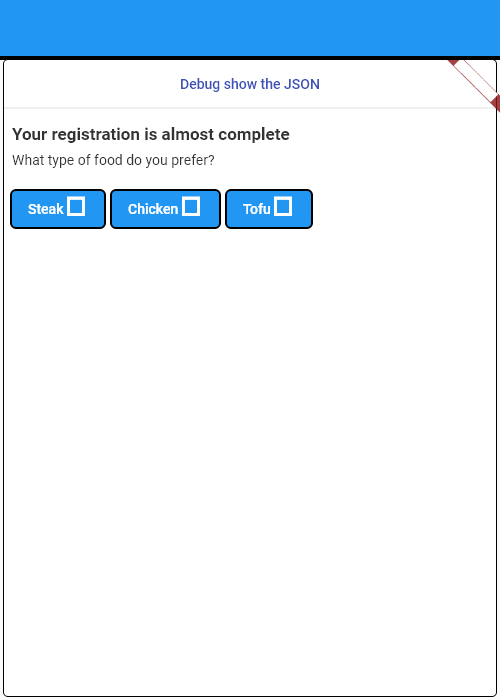 Debug show the JSON
Your registration is almost complete
What type of food do you prefer?
Steak Chicken Tofu